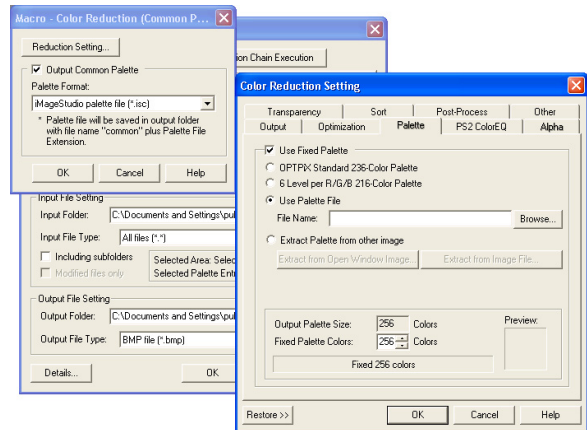 Macro - Color Reduction (Common P...
Reduction Setting...
Output Common Palette
Palette Format:
iMageStudio palette file (*.isc)
* Palette file will be saved in output folder
with file name "common" plus Palette File
Extension.
OK Cancel Help
ion Chain Execution
Input File Setting
Input Folder: C:\Documents and Settings\pul
Input File Type: All files (*.*)
Including subfolders
Modified files only
Selected Area: Selec
Selected Palette Entr
Output File Setting
Output Folder: C:\Documents and Settings\pul
Output File Type: BMP file (*.bmp)
Details... OK
Color Reduction Setting
Transparency Sort Post-Process Other
Output Optimization Palette PS2 ColorEQ Alpha
Use Fixed Palette
OPTPiX Standard 236-Color Palette
6 Level per R/G/B 216-Color Palette
Use Palette File
File Name: Browse...
Extract Palette from other image
Extract from Open Window Image... Extract from Image File...
Output Palette Size: 256 Colors
Preview:
Fixed Palette Colors: 256 Colors
Fixed 256 colors
Restore >> OK Cancel Help